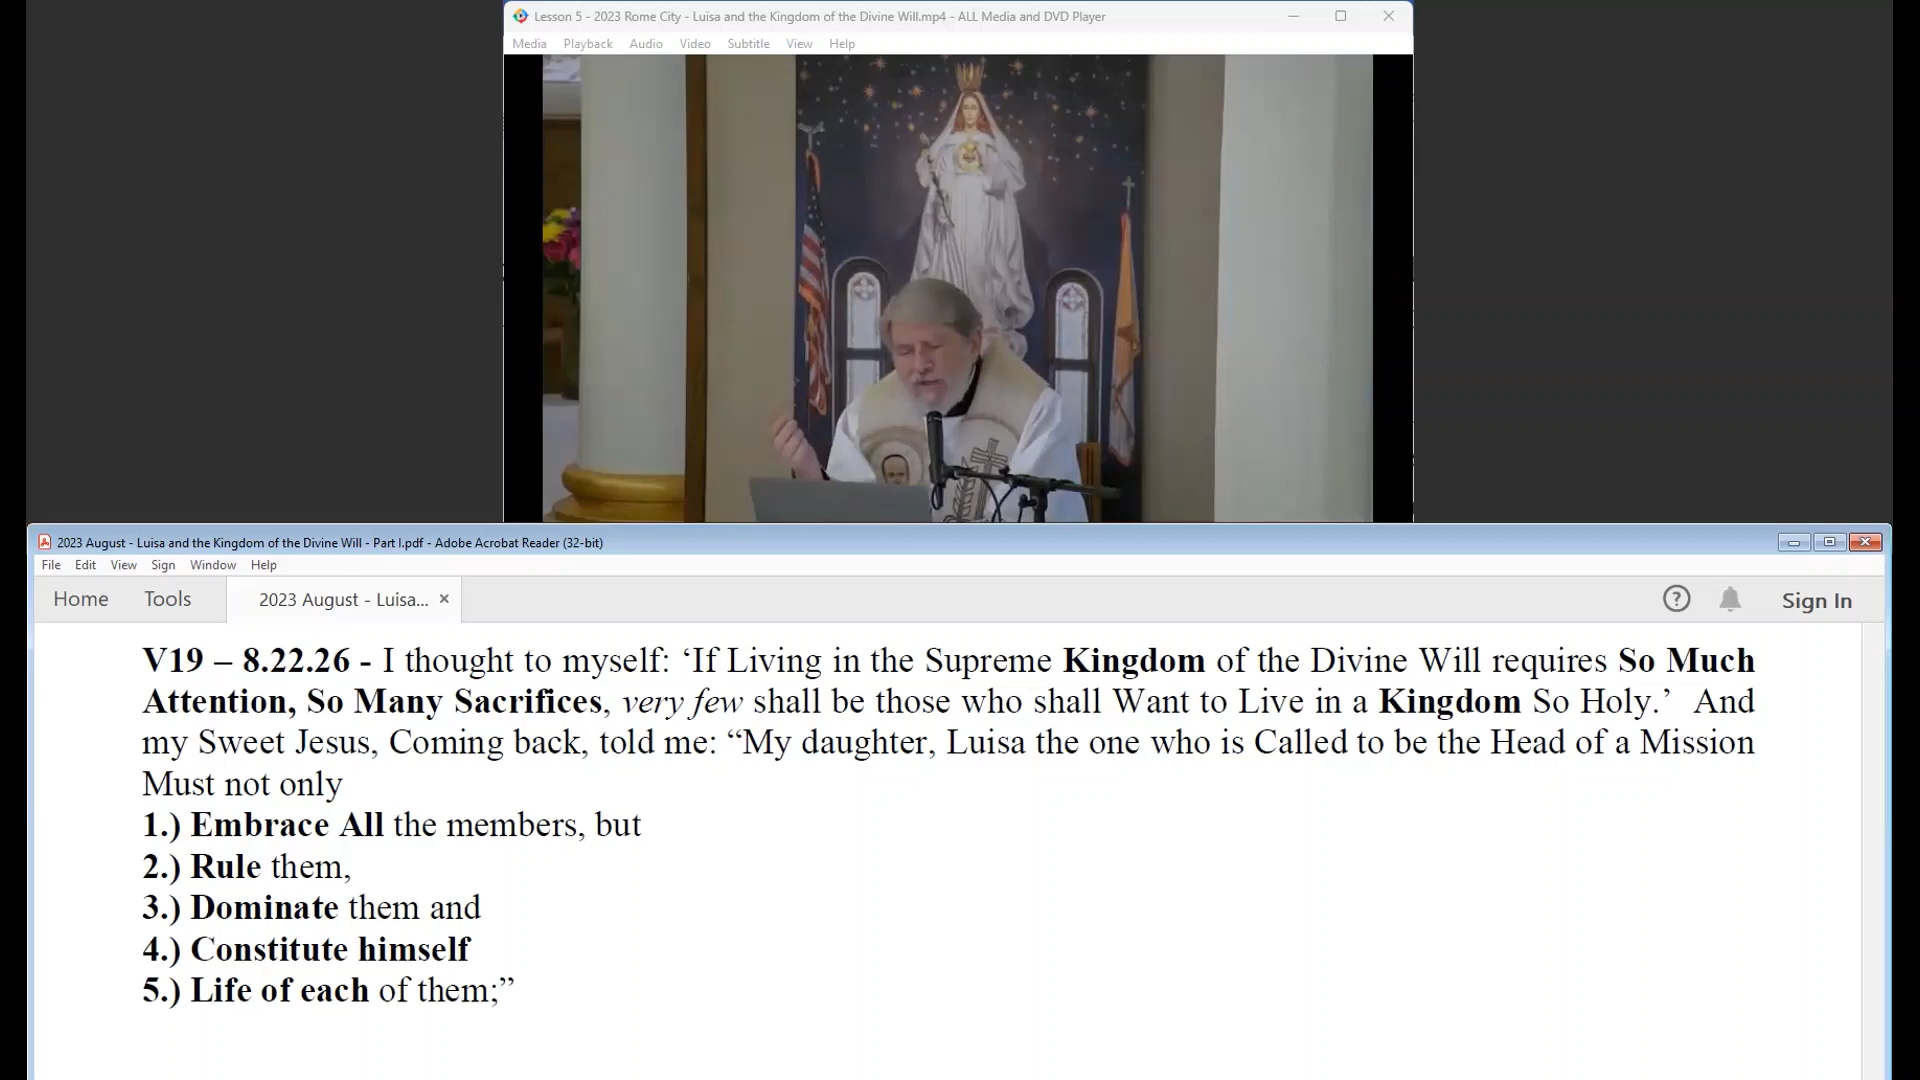 Lesson 5 - 2023 Rome City - Luisa and the Kingdom of the Divine Will.mp4 - ALL Media and DVD Player
Media Playback Audio Video Subtitle View Help
2023 August - Luisa and the Kingdom of the Divine Will - Part I.pdf - Adobe Acrobat Reader (32-bit)
File Edit View Sign Window Help
Home Tools 2023 August - Luisa... × ? Sign In
V19 – 8.22.26 - I thought to myself: ‘If Living in the Supreme Kingdom of the Divine Will requires So Much
Attention, So Many Sacrifices, very few shall be those who shall Want to Live in a Kingdom So Holy.’ And
my Sweet Jesus, Coming back, told me: “My daughter, Luisa the one who is Called to be the Head of a Mission
Must not only
1.) Embrace All the members, but
2.) Rule them,
3.) Dominate them and
4.) Constitute himself
5.) Life of each of them;”